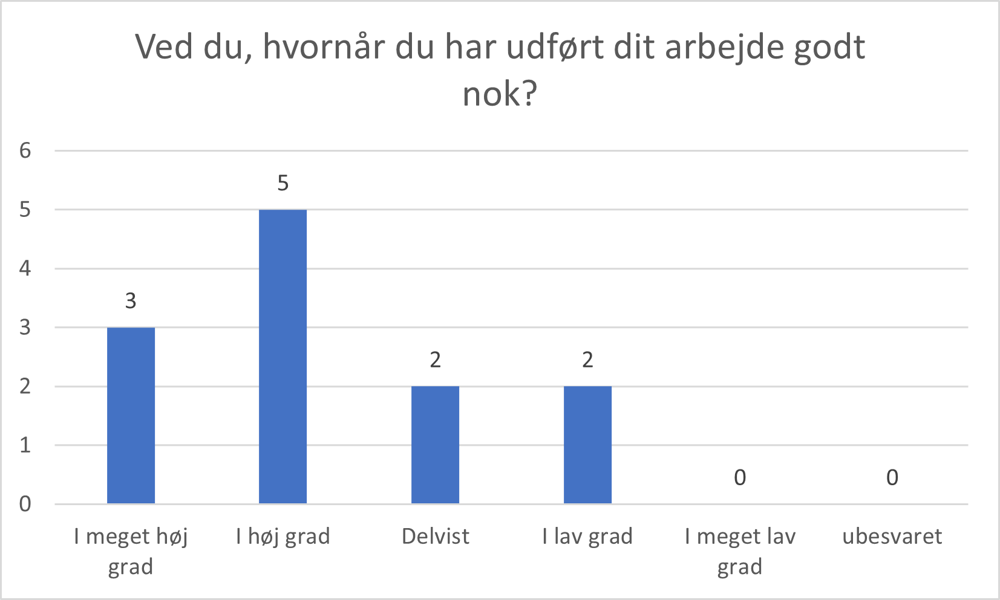 Ved du, hvornår du har udført dit arbejde godt
nok?
6
5
4
3
2
1
0
3
5
2
2
0
0
I meget høj
grad
I høj grad
Delvist
I lav grad
I meget lav
grad
ubesvaret